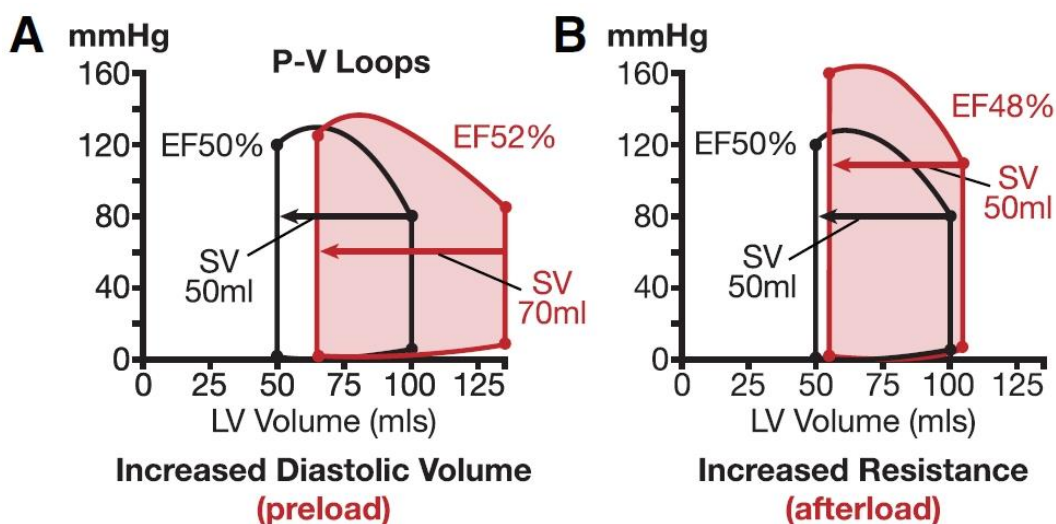 A
mmHg
P-V Loops
160
120
80
40
0
EF50%
EF52%
SV
50ml
SV
70ml
0 25 50 75 100 125
LV Volume (mls)
Increased Diastolic Volume
(preload)
B
mmHg
160
120
80
40
0
EF50%
EF48%
SV
50ml
SV
50ml
0 25 50 75 100 125
LV Volume (mls)
Increased Resistance
(afterload)